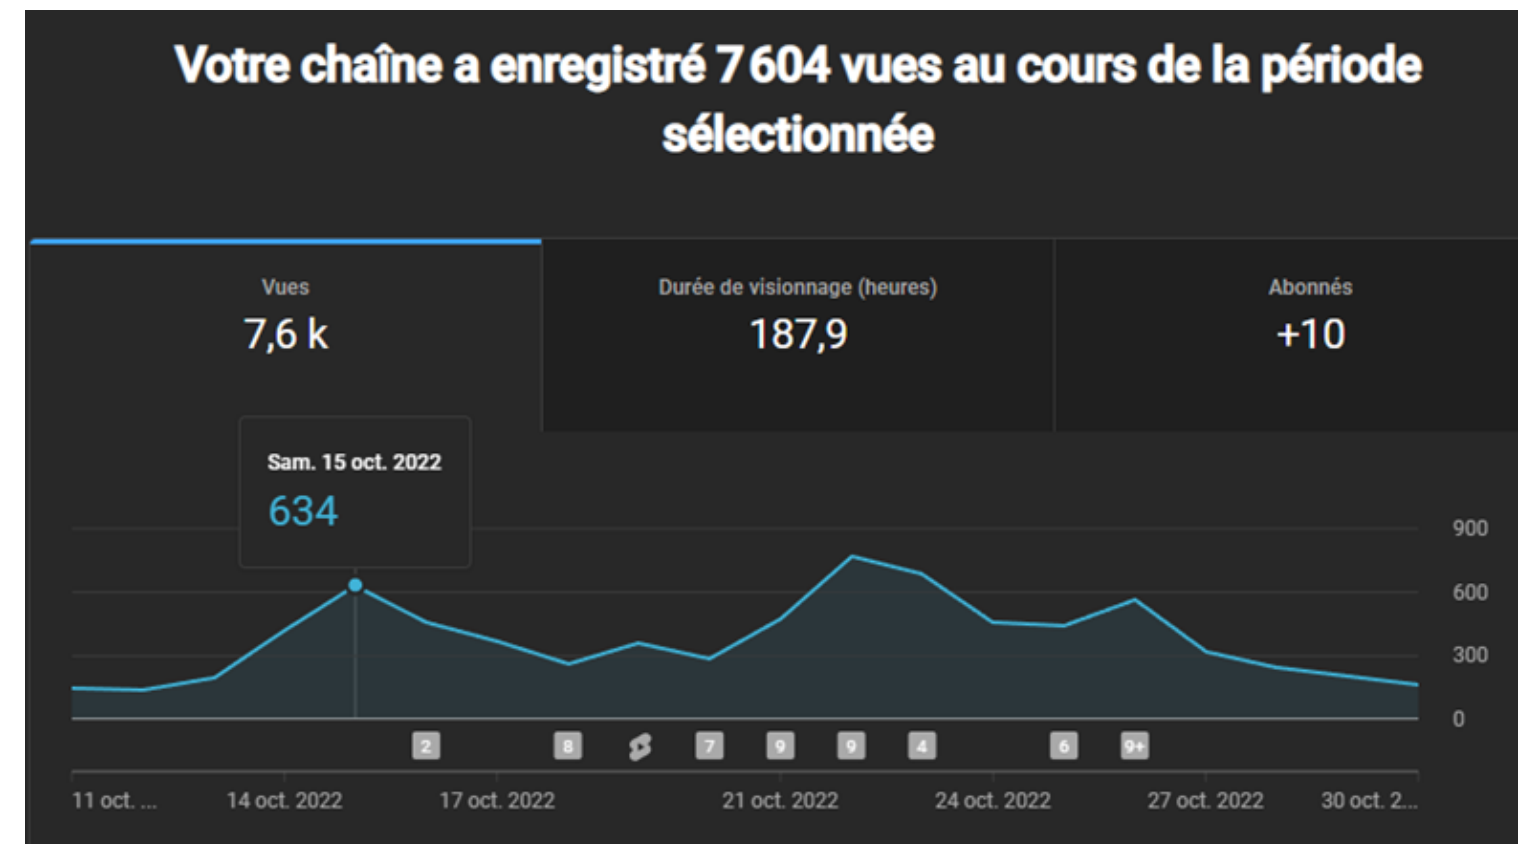 Votre chaîne a enregistré 7 604 vues au cours de la période
sélectionnée
Vues
7,6 k
Durée de visionnage (heures)
187,9
Abonnés
+10
Sam. 15 oct. 2022
634
900
600
300
0
2 8 7 9 9 4 6 9+
11 oct. ... 14 oct. 2022 17 oct. 2022 21 oct. 2022 24 oct. 2022 27 oct. 2022 30 oct. 2...